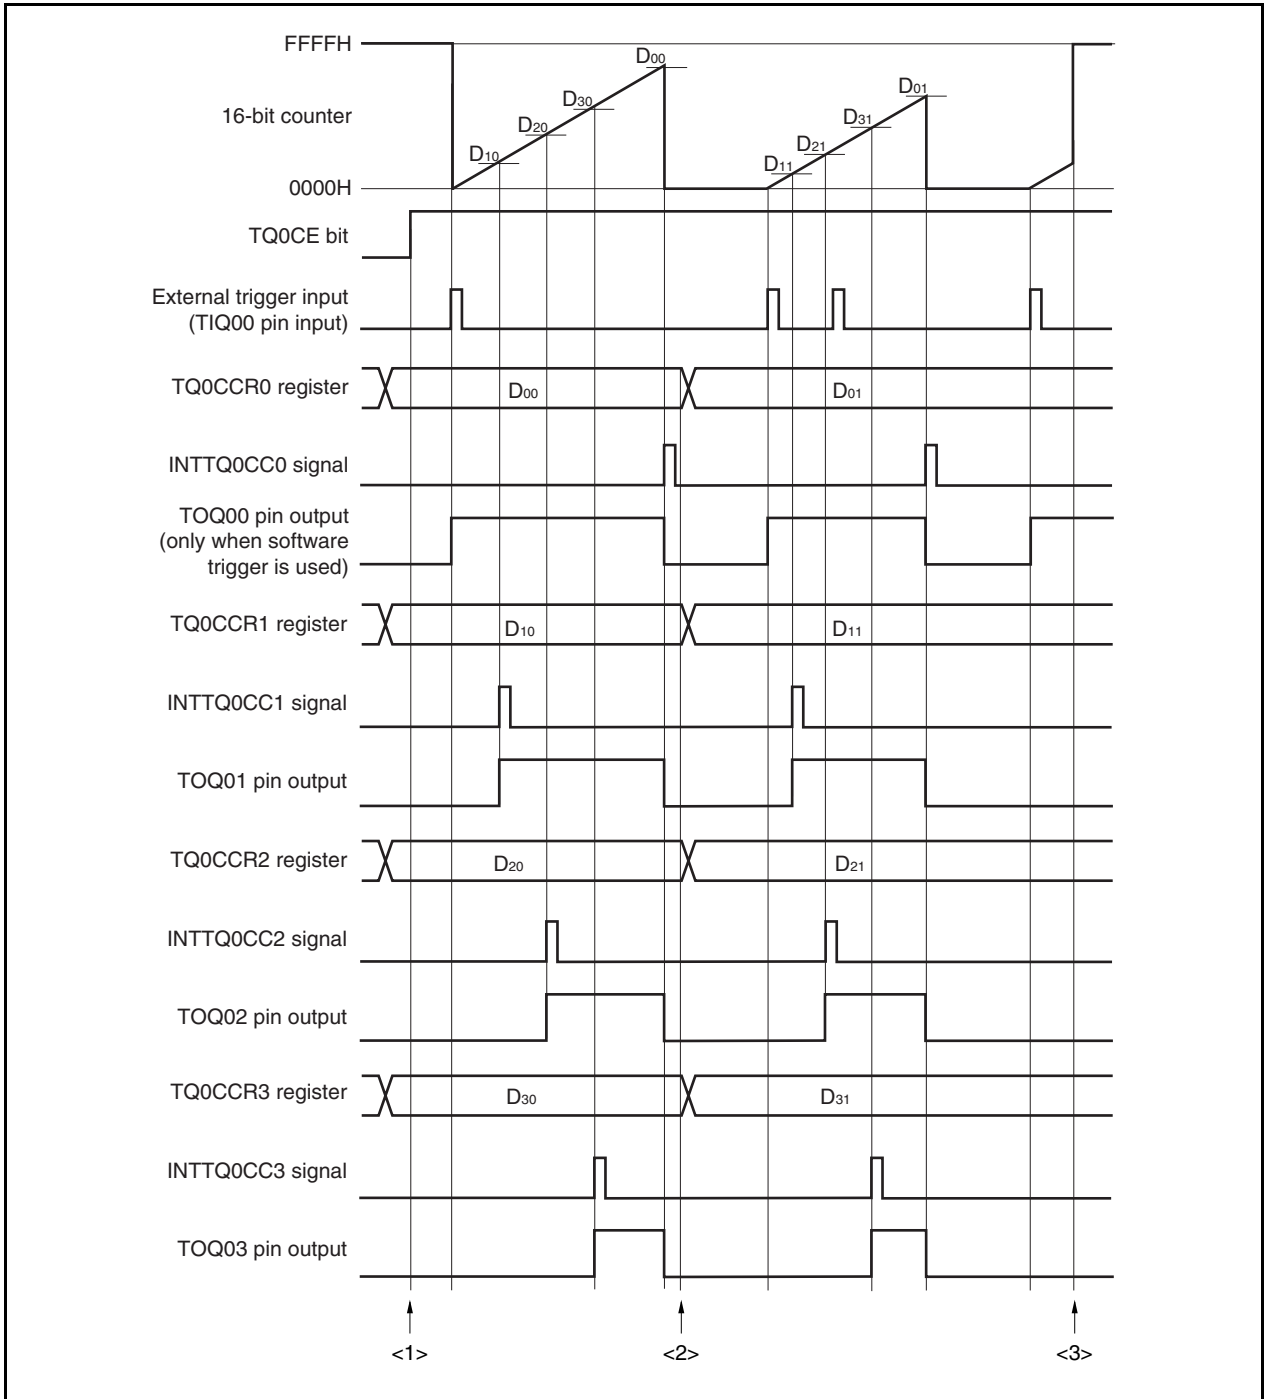 FFFFH
D00
D01
D30
D31
16-bit counter
D20
D21
D10
D11
0000H
TQ0CE bit
External trigger input
(TIQ00 pin input)
TQ0CCR0 register
D00
D01
INTTQ0CC0 signal
TOQ00 pin output
(only when software
trigger is used)
TQ0CCR1 register
D10
D11
INTTQ0CC1 signal
TOQ01 pin output
TQ0CCR2 register
D20
D21
INTTQ0CC2 signal
TOQ02 pin output
TQ0CCR3 register
D30
D31
INTTQ0CC3 signal
TOQ03 pin output
<1>
<2>
<3>